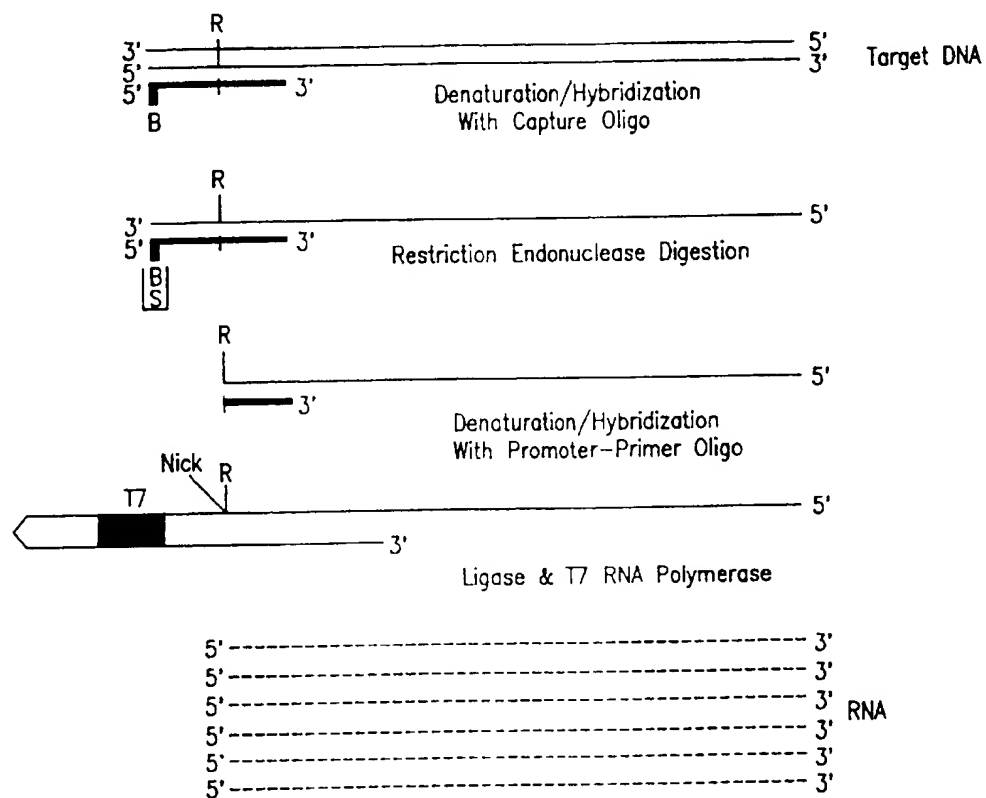 R
3' 5'
5' 3' Target DNA
5' 3'
B
Denaturation/Hybridization
With Capture Oligo
R
3' 5'
5' 3'
B
S
Restriction Endonuclease Digestion
R
5'
3'
Denaturation/Hybridization
With Promoter-Primer Oligo
Nick R
T7
5'
3'
Ligase & T7 RNA Polymerase
5' 3'
5' 3'
5' 3'
RNA
5' 3'
5' 3'
5' 3'